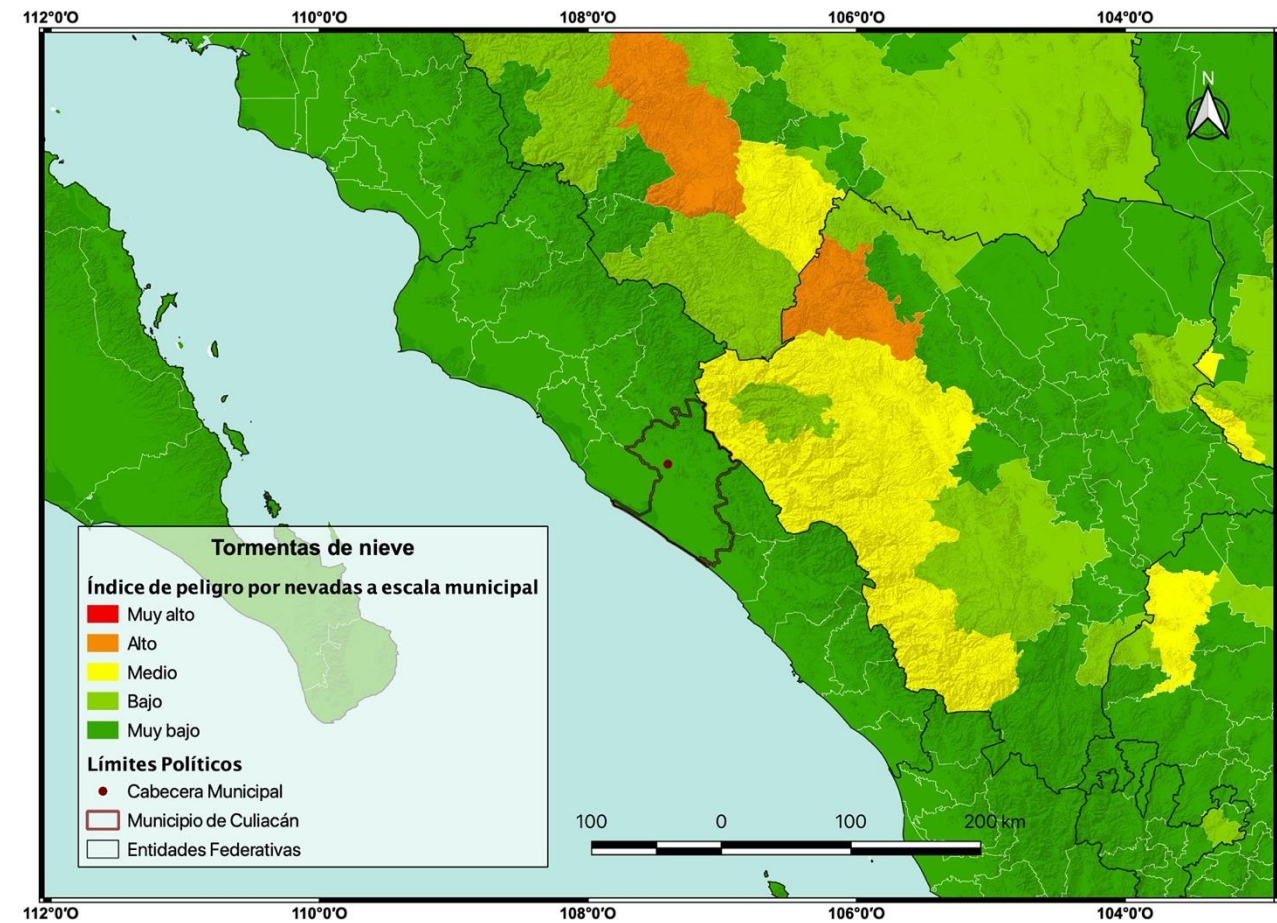 112°0'O 110°0'O 108°0'O 106°0'O 104°0'O
N
Tormentas de nieve
Índice de peligro por nevadas a escala municipal
Muy alto
Alto
Medio
Bajo
Muy bajo
Límites Políticos
Cabecera Municipal
Municipio de Culiacán
Entidades Federativas
100 0 100 200 km
112°0'O 110°0'O 108°0'O 106°0'O 104°0'O